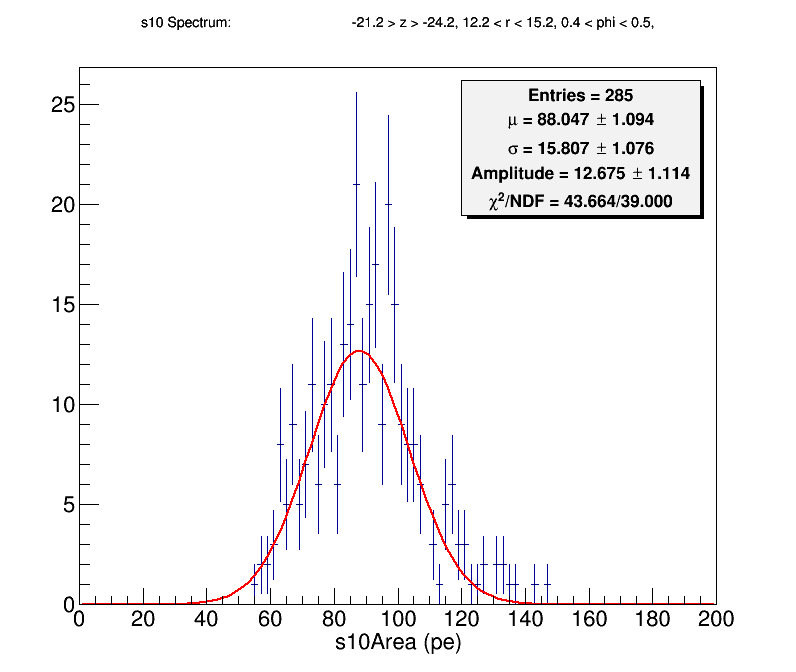 s10 Spectrum: -21.2 > z > -24.2, 12.2 < r < 15.2, 0.4 < phi < 0.5,
Entries = 285
μ = 88.047 ± 1.094
σ = 15.807 ± 1.076
Amplitude = 12.675 ± 1.114
χ²/NDF = 43.664/39.000
25
20
15
10
5
0
0 20 40 60 80 100 120 140 160 180 200
s10Area (pe)